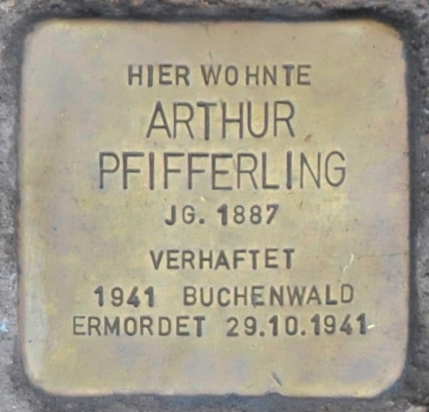 HIER WOHNTE
ARTHUR
PFIFFERLING
JG. 1887
VERHAFTET
1941 BUCHENWALD
ERMORDET 29.10.1941